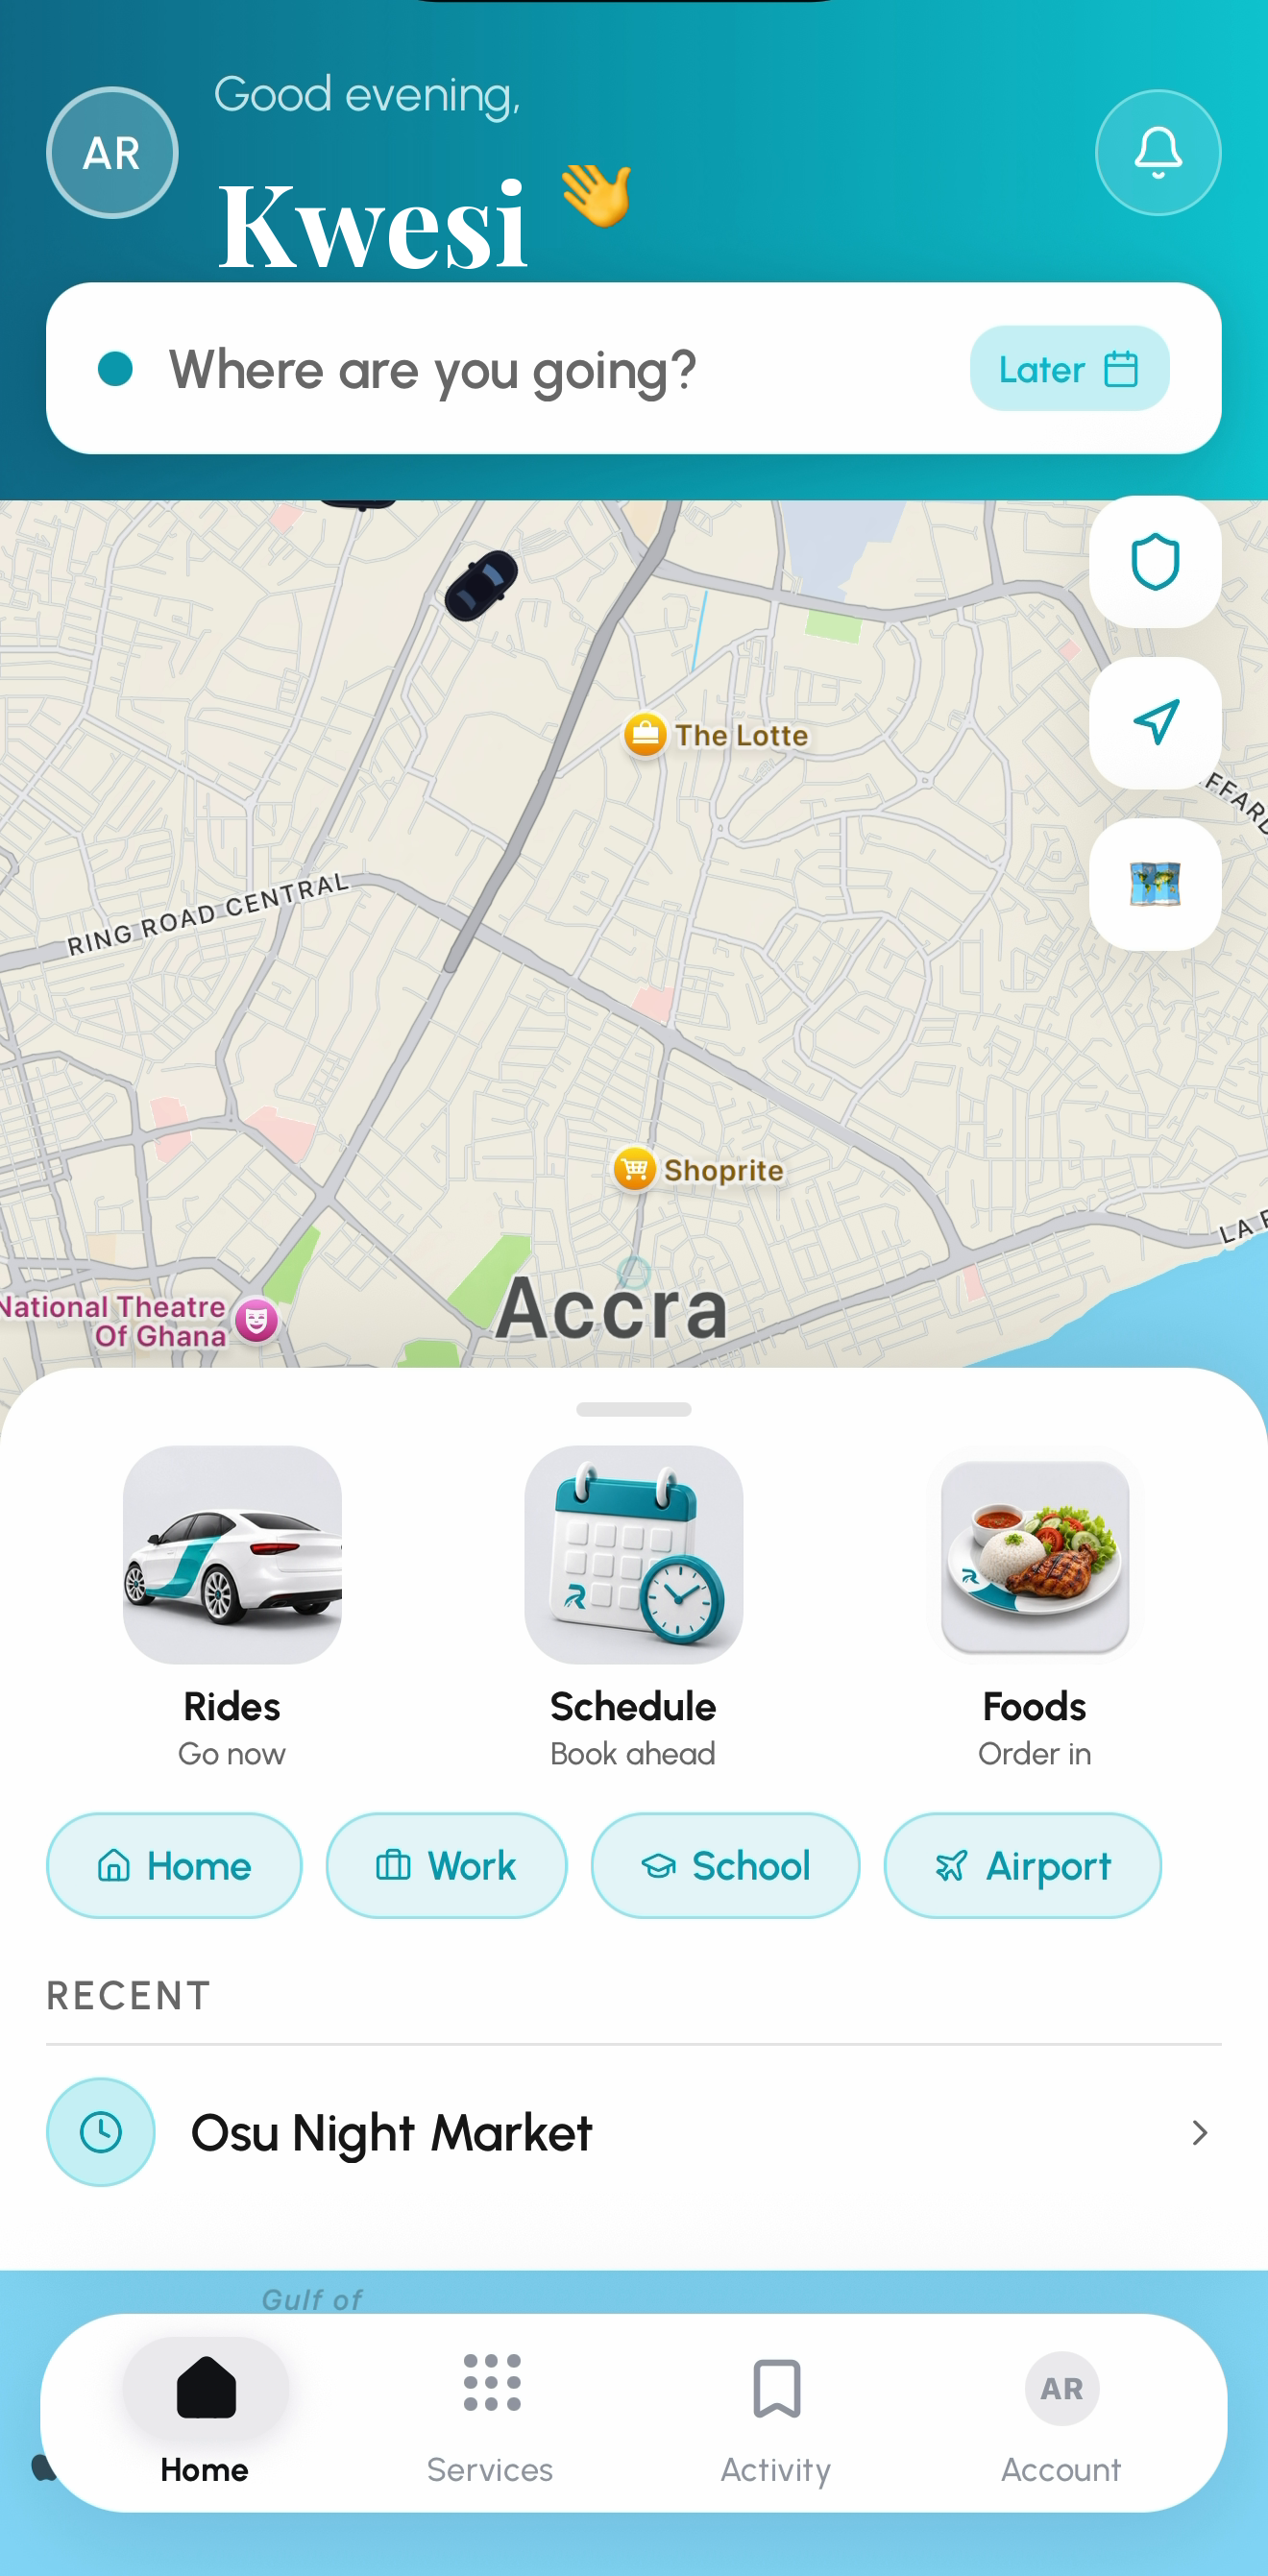 Good evening,
AR
Kwesi 👋
Where are you going?
Later
The Lotte
RING ROAD CENTRAL
Shoprite
LA
National Theatre
Of Ghana
Accra
Rides
Schedule
Foods
Go now
Book ahead
Order in
Home
Work
School
Airport
RECENT
Osu Night Market
Gulf of
AR
Home
Services
Activity
Account